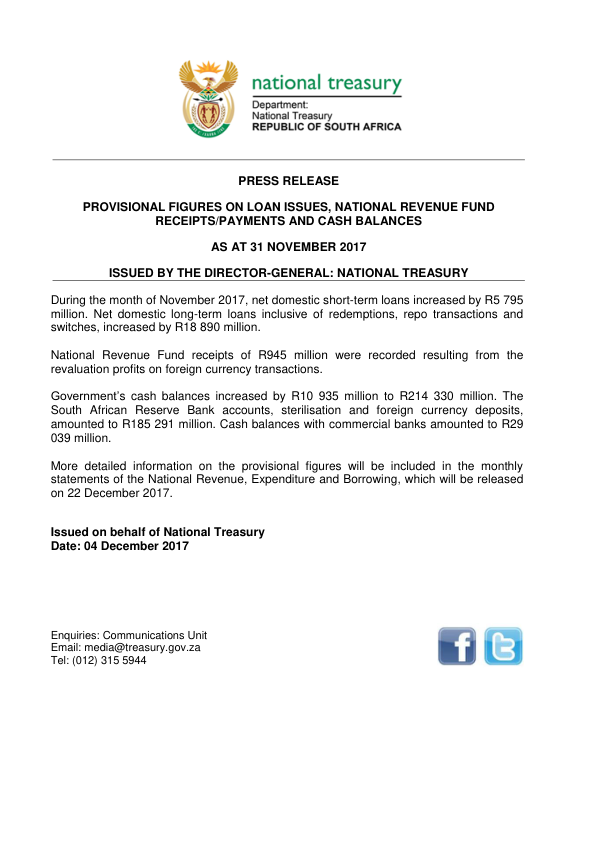 national treasury
Department:
National Treasury
REPUBLIC OF SOUTH AFRICA
PRESS RELEASE
PROVISIONAL FIGURES ON LOAN ISSUES, NATIONAL REVENUE FUND
RECEIPTS/PAYMENTS AND CASH BALANCES
AS AT 31 NOVEMBER 2017
ISSUED BY THE DIRECTOR-GENERAL: NATIONAL TREASURY
During the month of November 2017, net domestic short-term loans increased by R5 795
million. Net domestic long-term loans inclusive of redemptions, repo transactions and
switches, increased by R18 890 million.
National Revenue Fund receipts of R945 million were recorded resulting from the
revaluation profits on foreign currency transactions.
Government's cash balances increased by R10 935 million to R214 330 million. The
South African Reserve Bank accounts, sterilisation and foreign currency deposits,
amounted to R185 291 million. Cash balances with commercial banks amounted to R29
039 million.
More detailed information on the provisional figures will be included in the monthly
statements of the National Revenue, Expenditure and Borrowing, which will be released
on 22 December 2017.
Issued on behalf of National Treasury
Date: 04 December 2017
Enquiries: Communications Unit
Email: media@treasury.gov.za
Tel: (012) 315 5944